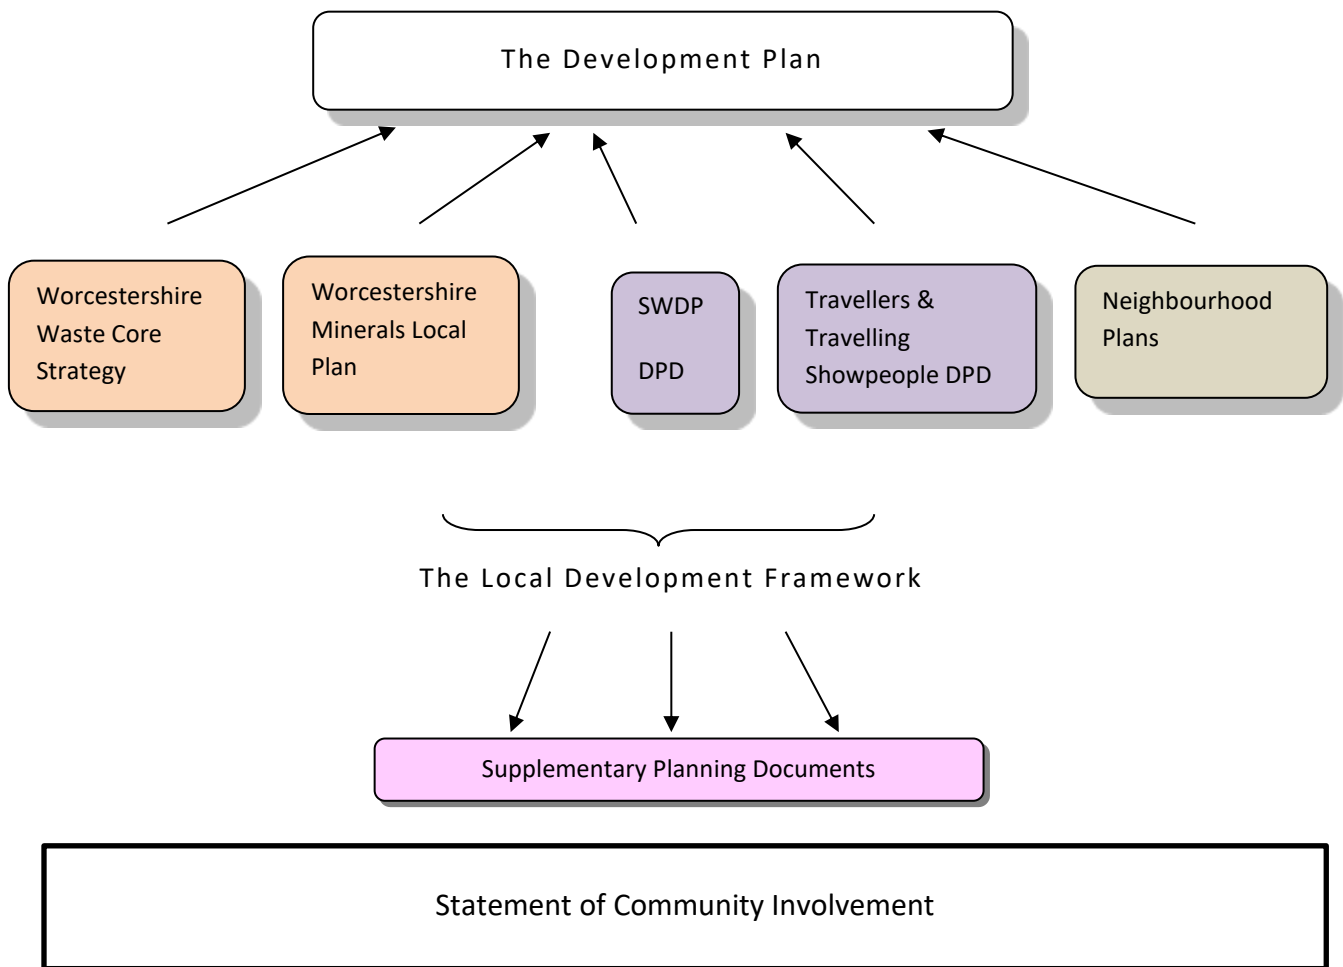 The Development Plan
Worcestershire
Waste Core
Strategy
Worcestershire
Minerals Local
Plan
SWDP
DPD
Travellers &
Travelling
Showpeople DPD
Neighbourhood
Plans
The Local Development Framework
Supplementary Planning Documents
Statement of Community Involvement